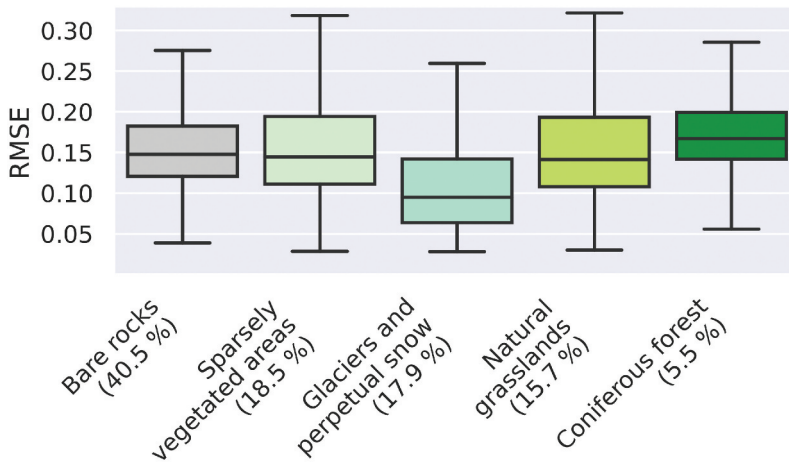 RMSE
0.30
0.25
0.20
0.15
0.10
0.05
Bare rocks
(40.5 %)
Sparsely
vegetated areas
(18.5 %)
Glaciers and
perpetual snow
(17.9 %)
Natural
grasslands
(15.7 %)
Coniferous forest
(5.5 %)